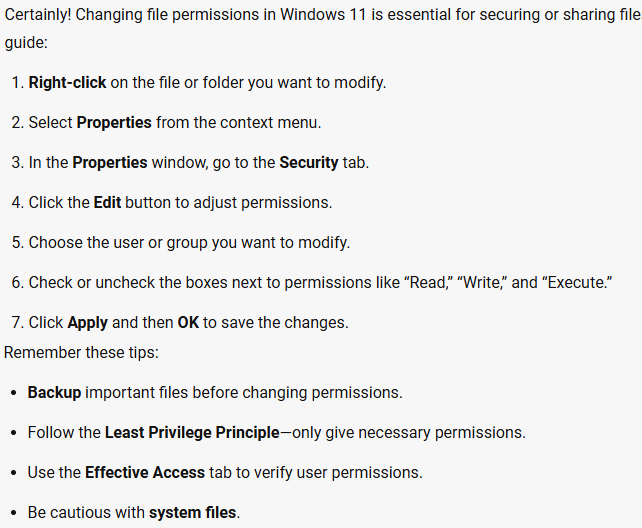 Certainly! Changing file permissions in Windows 11 is essential for securing or sharing file
guide:
1. Right-click on the file or folder you want to modify.
2. Select Properties from the context menu.
3. In the Properties window, go to the Security tab.
4. Click the Edit button to adjust permissions.
5. Choose the user or group you want to modify.
6. Check or uncheck the boxes next to permissions like “Read,” “Write,” and “Execute.”
7. Click Apply and then OK to save the changes.
Remember these tips:
• Backup important files before changing permissions.
• Follow the Least Privilege Principle—only give necessary permissions.
• Use the Effective Access tab to verify user permissions.
• Be cautious with system files.